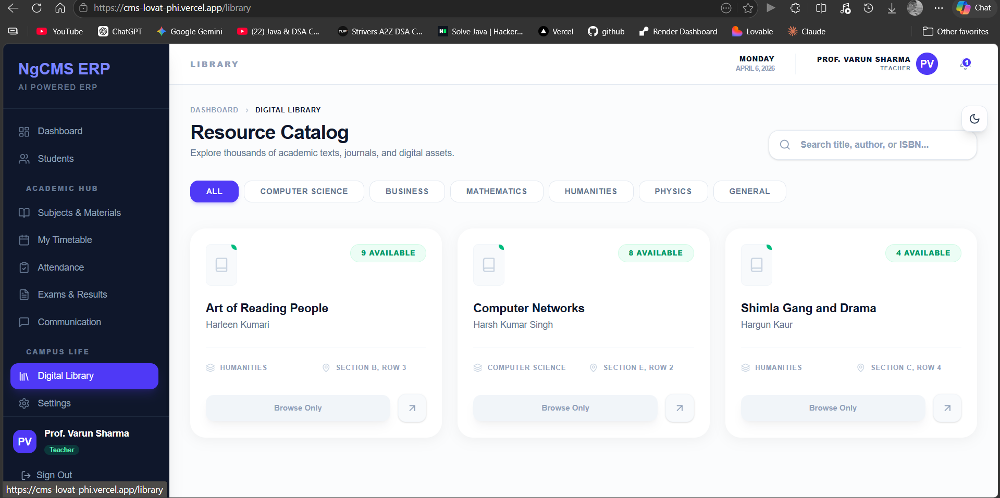 https://cms-lovat-phi.vercel.app/library
Chat
YouTube
ChatGPT
Google Gemini
(22) Java & DSA C...
Strivers A2Z DSA C...
Solve Java | Hacker...
Vercel
github
Render Dashboard
Lovable
Claude
Other favorites
NgCMS ERP
AI POWERED ERP
Dashboard
Students
ACADEMIC HUB
Subjects & Materials
My Timetable
Attendance
Exams & Results
Communication
CAMPUS LIFE
Digital Library
Settings
PV
Prof. Varun Sharma
Teacher
Sign Out
https://cms-lovat-phi.vercel.app/library
LIBRARY
MONDAY
APRIL 6, 2026
PROF. VARUN SHARMA
TEACHER
PV
1
DASHBOARD > DIGITAL LIBRARY
Resource Catalog
Explore thousands of academic texts, journals, and digital assets.
Search title, author, or ISBN...
ALL
COMPUTER SCIENCE
BUSINESS
MATHEMATICS
HUMANITIES
PHYSICS
GENERAL
9 AVAILABLE
Art of Reading People
Harleen Kumari
HUMANITIES
SECTION B, ROW 3
Browse Only
8 AVAILABLE
Computer Networks
Harsh Kumar Singh
COMPUTER SCIENCE
SECTION E, ROW 2
Browse Only
4 AVAILABLE
Shimla Gang and Drama
Hargun Kaur
HUMANITIES
SECTION C, ROW 4
Browse Only